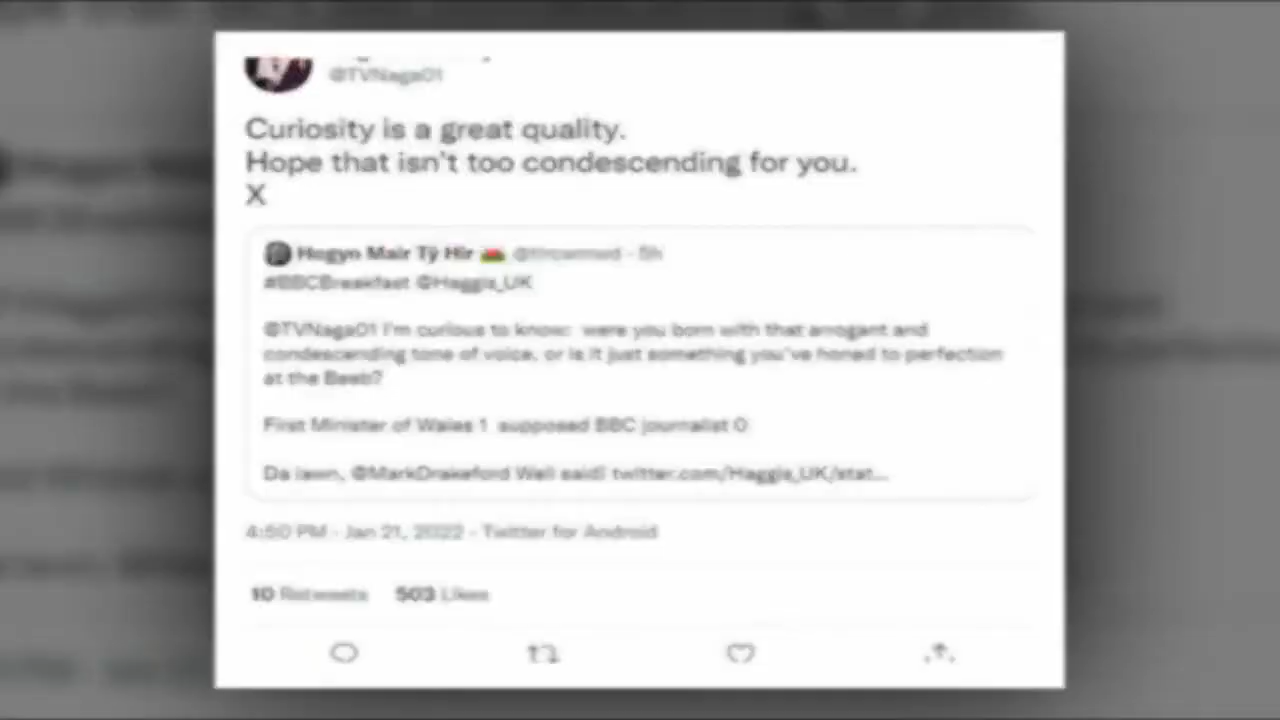 @TVNaga01
Curiosity is a great quality.
Hope that isn't too condescending for you.
X
Hogyn Mair Tŷ Hir · 5h
#BBCBreakfast @Haggis_UK
@TVNaga01 I'm curious to know: were you born with that arrogant and
condescending tone of voice, or is it just something you've honed to perfection
at the Beeb?
First Minister of Wales 1 supposed BBC journalist 0
Da iawn, @MarkDrakeford Well said! twitter.com/Haggis_UK/stat...
4:50 PM · Jan 21, 2022 · Twitter for Android
10 Retweets 503 Likes